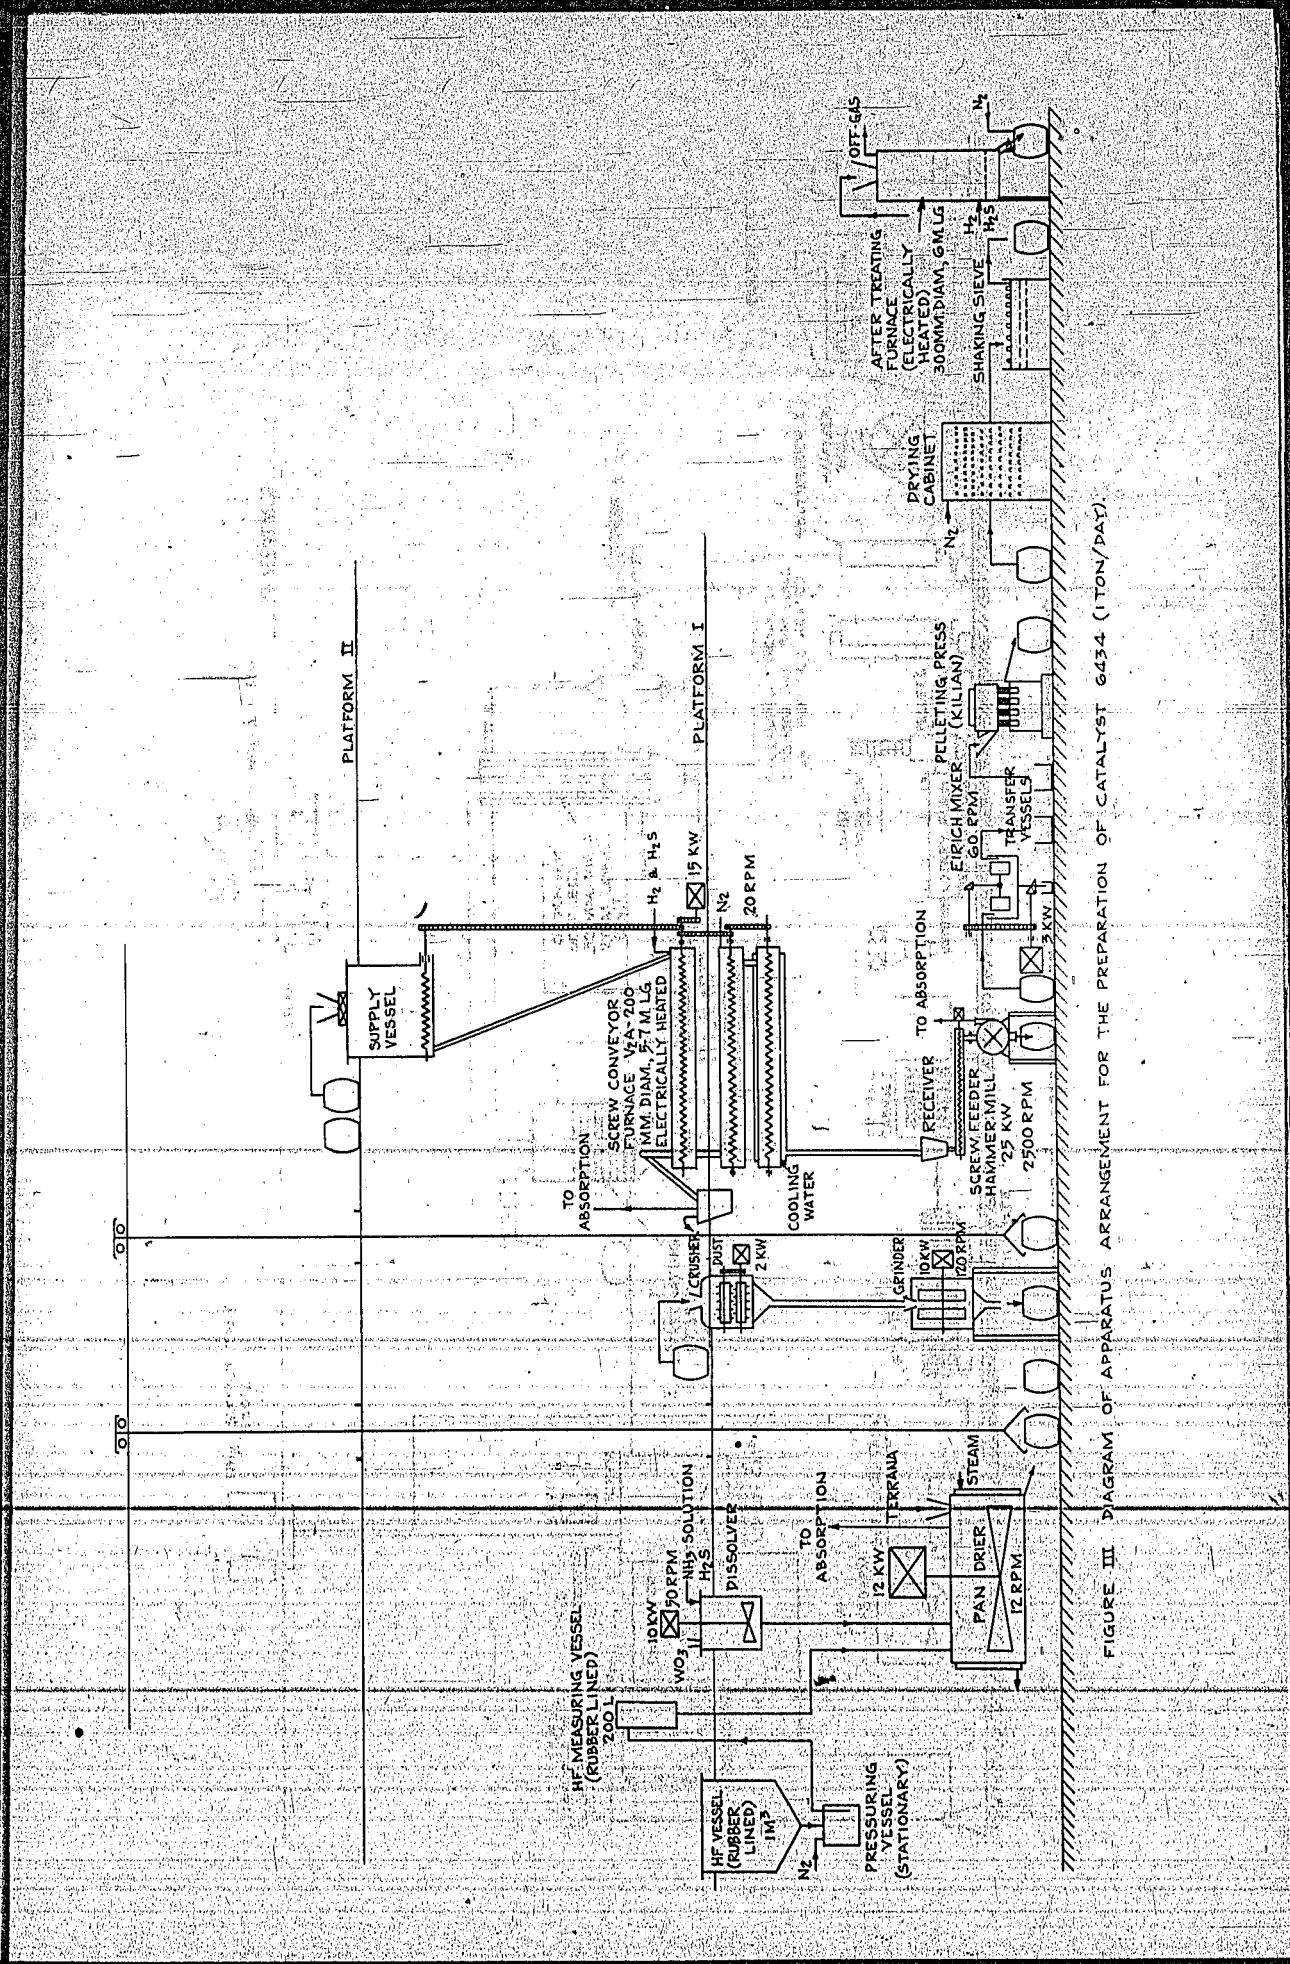 HF VESSEL
(RUBBER
LINED)
1M³
N₂
PRESSURING
VESSEL
(STATIONARY)
HF MEASURING VESSEL
(RUBBER LINED)
200 L
WO₃
10 KW
50 RPM
NH₃ SOLUTION
H₂S
DISSOLVER
TO
ABSORPTION
12 KW
TERRANA
STEAM
PAN DRIER
12 RPM
CRUSHER
DUST
2 KW
GRINDER
10 KW
120 RPM
TO
ABSORPTION
SUPPLY
VESSEL
PLATFORM II
SCREW CONVEYOR
FURNACE V₂A-200
MM. DIAM., 5.7 M. LG
ELECTRICALLY HEATED
H₂ & H₂S
15 KW
PLATFORM I
N₂
20 RPM
COOLING
WATER
RECEIVER
TO ABSORPTION
SCREW FEEDER
HAMMER MILL
25 KW
2500 RPM
3 KW
EIRICH MIXER
60 RPM
TRANSFER
VESSELS
PELLETING PRESS
(KILIAN)
N₂
DRYING
CABINET
SHAKING SIEVE
AFTER TREATING
FURNACE
(ELECTRICALLY
HEATED)
300MM.DIAM., 6M.LG
H₂
H₂S
OFF-GAS
N₂
FIGURE III DIAGRAM OF APPARATUS ARRANGEMENT FOR THE PREPARATION OF CATALYST 6434 (1 TON/DAY).